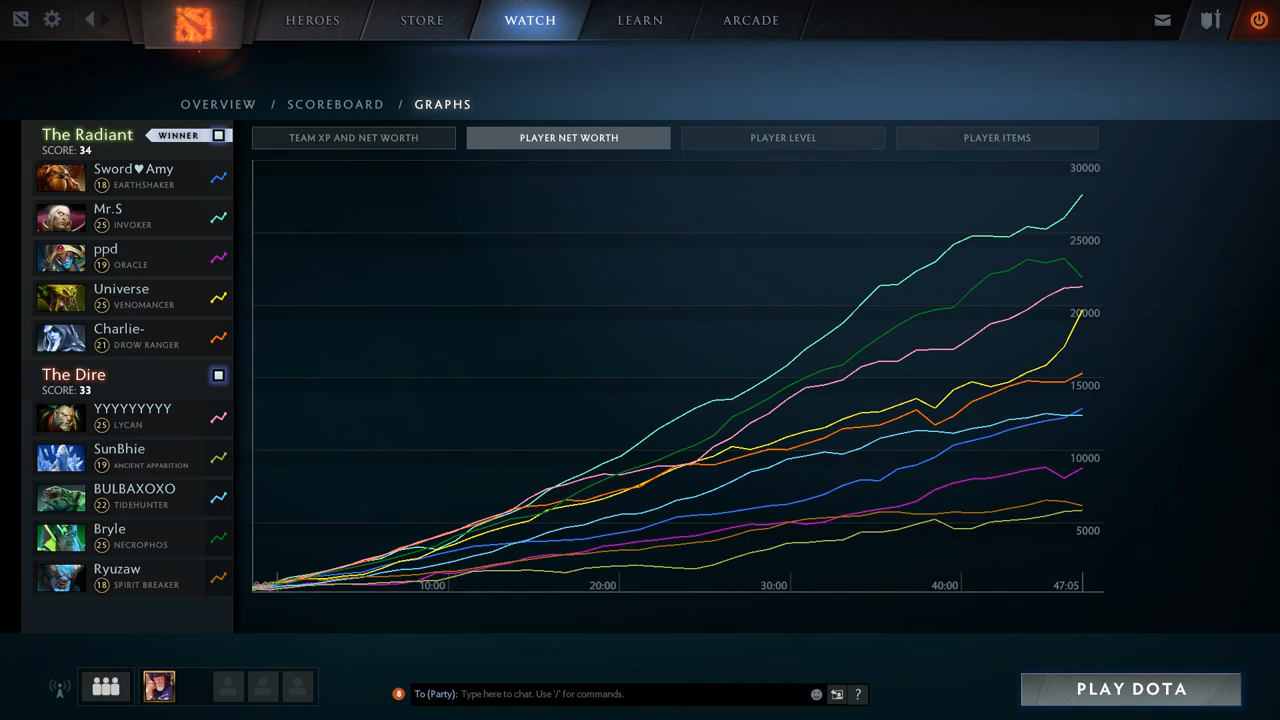 HEROES
STORE
WATCH
LEARN
ARCADE
OVERVIEW / SCOREBOARD / GRAPHS
The Radiant
WINNER
SCORE: 34
TEAM XP AND NET WORTH
PLAYER NET WORTH
PLAYER LEVEL
PLAYER ITEMS
Sword♥Amy
18 EARTHSHAKER
Mr.S
25 INVOKER
ppd
19 ORACLE
Universe
25 VENOMANCER
Charlie-
21 DROW RANGER
The Dire
SCORE: 33
YYYYYYYYY
25 LYCAN
SunBhie
19 ANCIENT APPARITION
BULBAXOXO
22 TIDEHUNTER
Bryle
25 NECROPHOS
Ryuzaw
18 SPIRIT BREAKER
30000
25000
20000
15000
10000
5000
10:00
20:00
30:00
40:00
47:05
8
To (Party): Type here to chat. Use '/' for commands.
?
PLAY DOTA